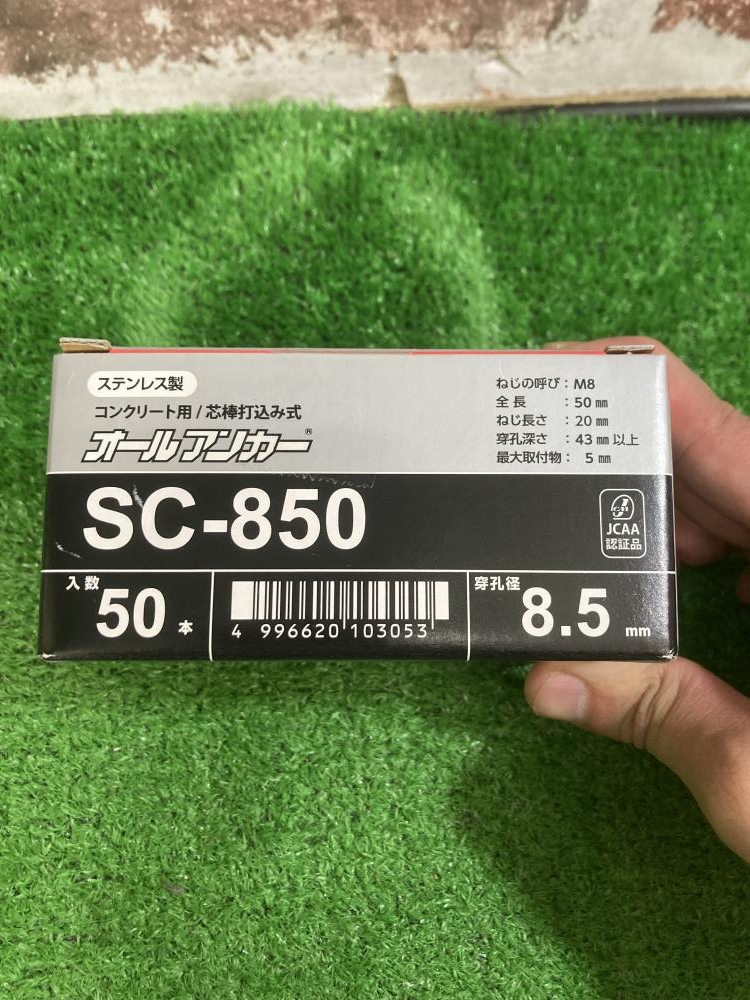 ステンレス製
コンクリート用/芯棒打込み式
オールアンカー®
ねじの呼び：M8
全長：50㎜
ねじ長さ：20㎜
穿孔深さ：43㎜以上
最大取付物：5㎜
SC-850
JCAA
認証品
入数
50本
4 996620 103053
穿孔径
8.5mm